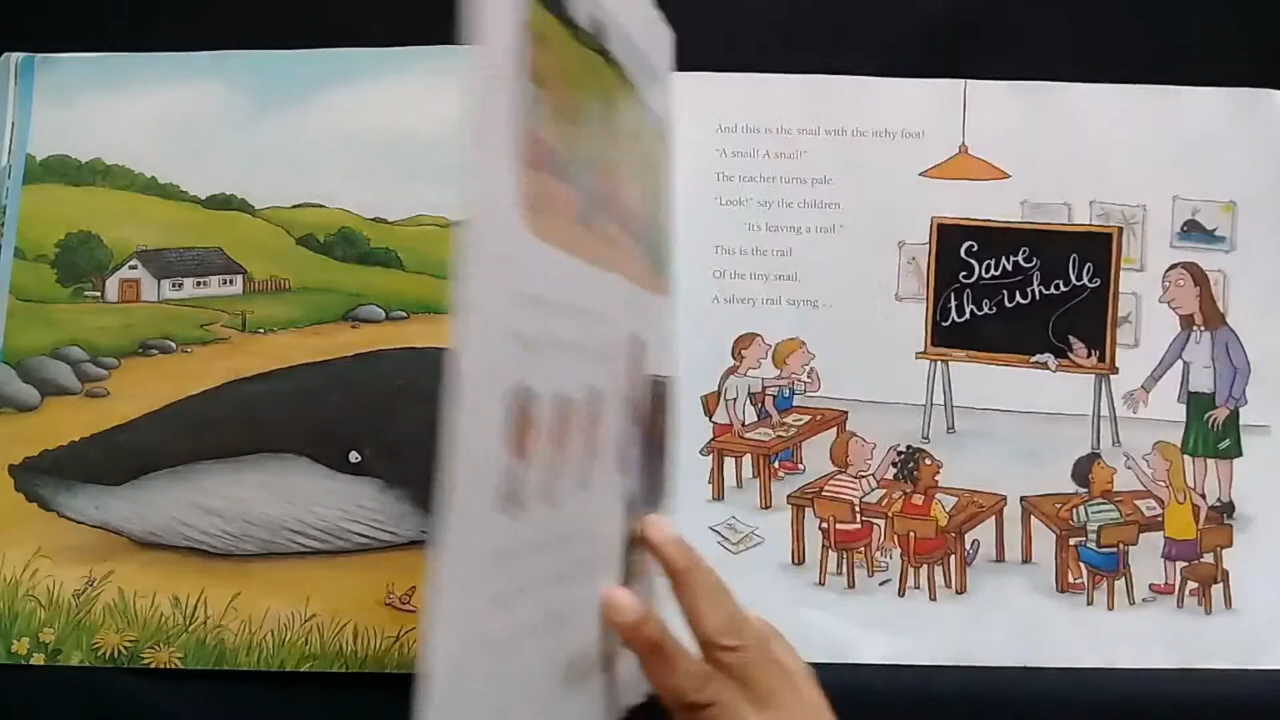 And this is the snail with the itchy foot!
"A snail! A snail!"
The teacher turns pale.
"Look!" say the children.
"It's leaving a trail."
This is the trail
Of the tiny snail,
A silvery trail saying . .
Save
the whale